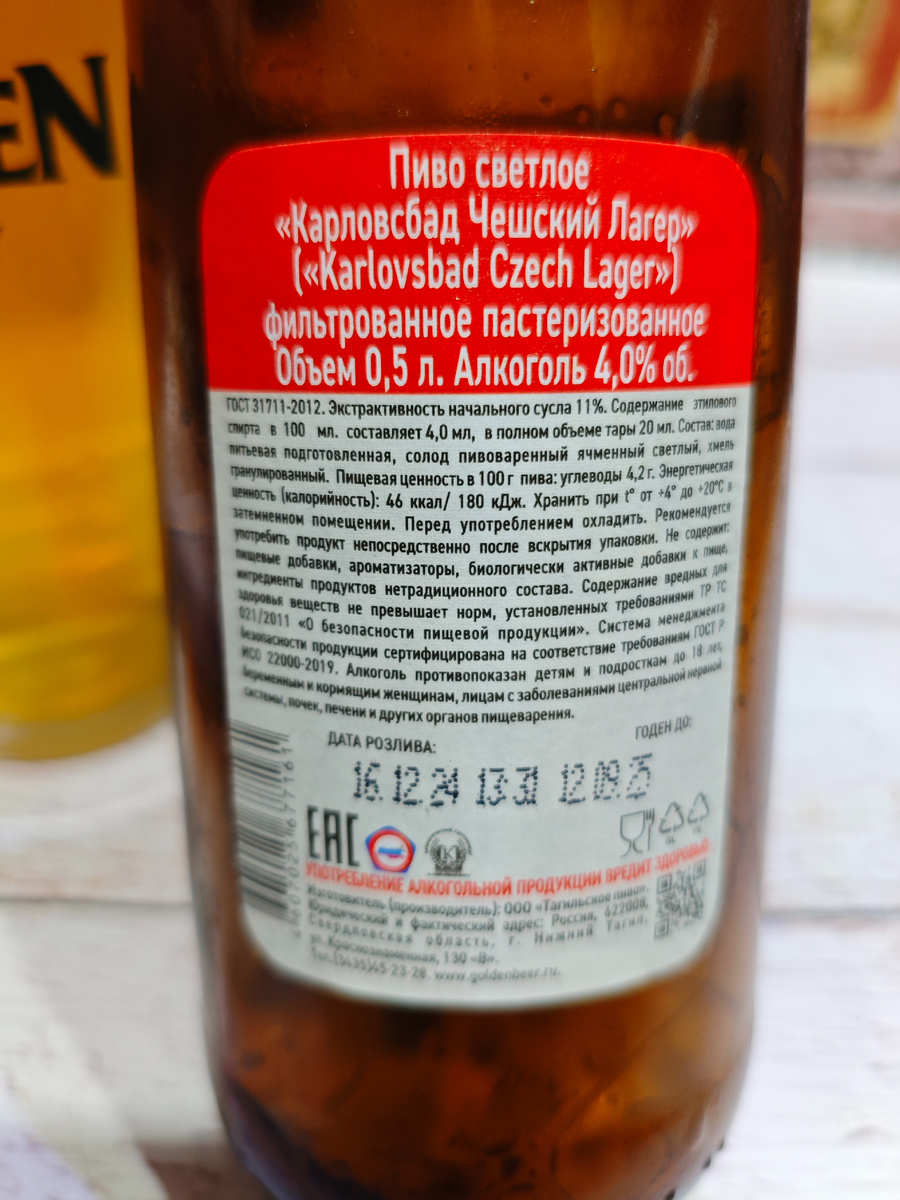 EN
Пиво светлое
«Карловсбад Чешский Лагер»
(«Karlovsbad Czech Lager»)
фильтрованное пастеризованное
Объем 0,5 л. Алкоголь 4,0% об.
ГОСТ 31711-2012. Экстрактивность начального сусла 11%. Содержание этилового
спирта в 100 мл. составляет 4,0 мл, в полном объеме тары 20 мл. Состав: вода
питьевая подготовленная, солод пивоваренный ячменный светлый, хмель
гранулированный. Пищевая ценность в 100 г пива: углеводы 4,2 г. Энергетическая
ценность (калорийность): 46 ккал/ 180 кДж. Хранить при t° от +4° до +20°С в
затемненном помещении. Перед употреблением охладить. Рекомендуется
употребить продукт непосредственно после вскрытия упаковки. Не содержит:
пищевые добавки, ароматизаторы, биологически активные добавки к пище,
ингредиенты продуктов нетрадиционного состава. Содержание вредных для
здоровья веществ не превышает норм, установленных требованиями ТР ТС
021/2011 «О безопасности пищевой продукции». Система менеджмента
безопасности продукции сертифицирована на соответствие требованиям ГОСТ Р
ИСО 22000-2019. Алкоголь противопоказан детям и подросткам до 18 лет,
беременным и кормящим женщинам, лицам с заболеваниями центральной нервной
системы, почек, печени и других органов пищеварения.
ДАТА РОЗЛИВА: ГОДЕН ДО:
16.12.24 13:31 12.09.25
EAC
УПОТРЕБЛЕНИЕ АЛКОГОЛЬНОЙ ПРОДУКЦИИ ВРЕДИТ ЗДОРОВЬЮ
Изготовитель (производитель): ООО «Тагильское пиво».
Юридический и фактический адрес: Россия, 622008,
Свердловская область, г. Нижний Тагил,
ул. Краснознаменная, 130 «В».
Тел.(3435)45-23-28. www.goldenbeer.ru.